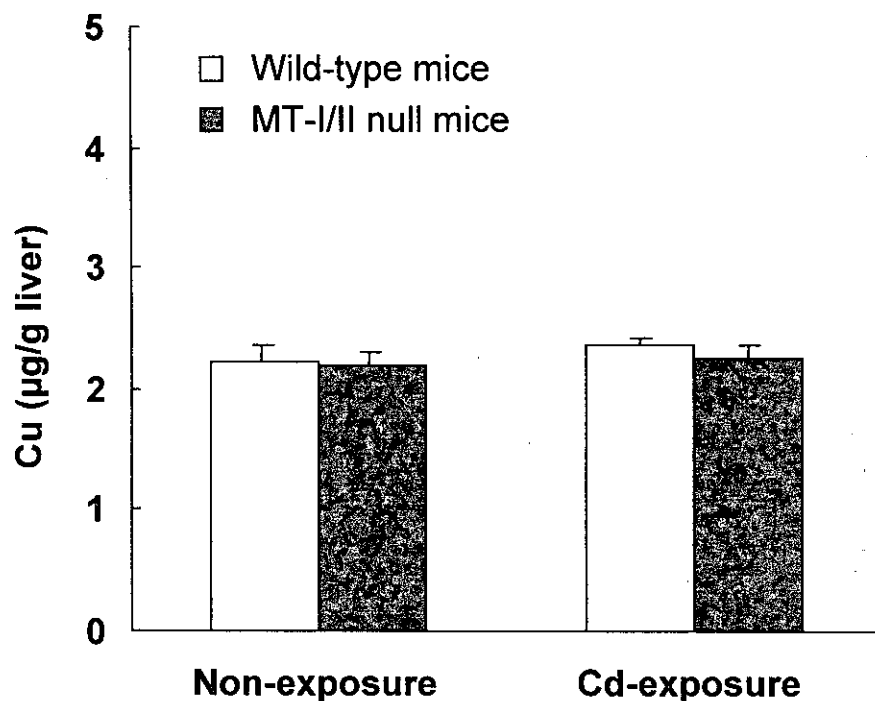 5
4
3
2
1
0
Cu (µg/g liver)
Wild-type mice
MT-I/II null mice
Non-exposure Cd-exposure